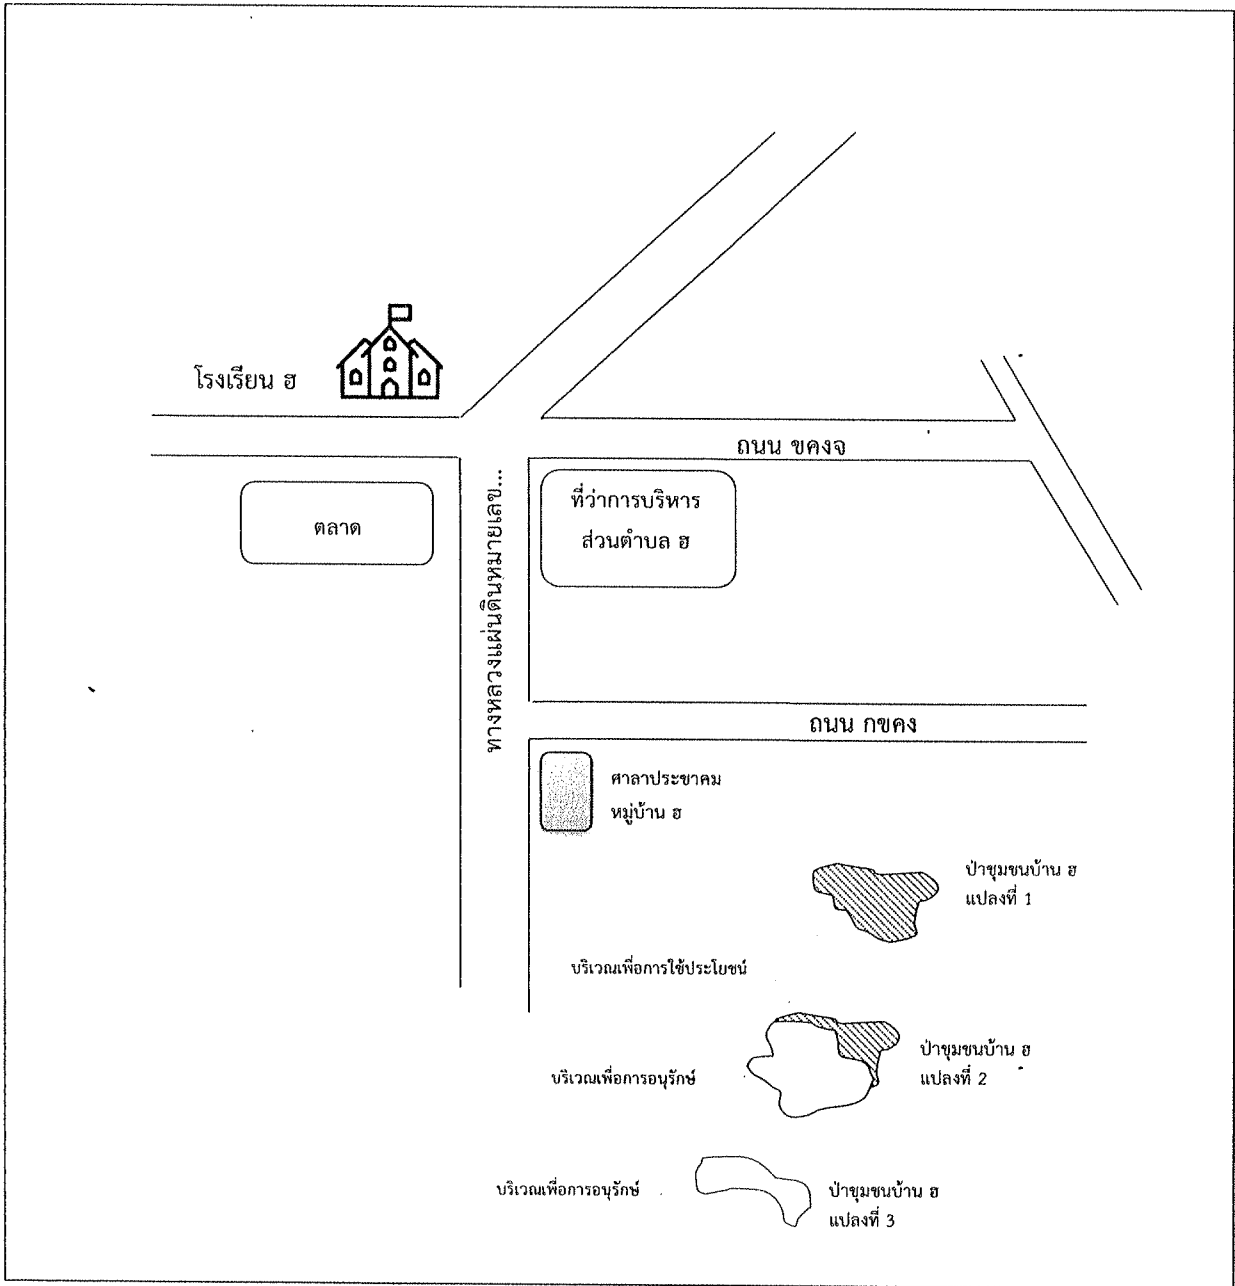 โรงเรียน ฮ
ถนน ขคงจ
ตลาด
ที่ว่าการบริหาร
ส่วนตำบล ฮ
ทางหลวงแผ่นดินหมายเลข...
ถนน กขคง
ศาลาประชาคม
หมู่บ้าน ฮ
ป่าชุมชนบ้าน ฮ
แปลงที่ 1
บริเวณเพื่อการใช้ประโยชน์
ป่าชุมชนบ้าน ฮ
แปลงที่ 2
บริเวณเพื่อการอนุรักษ์
บริเวณเพื่อการอนุรักษ์
ป่าชุมชนบ้าน ฮ
แปลงที่ 3